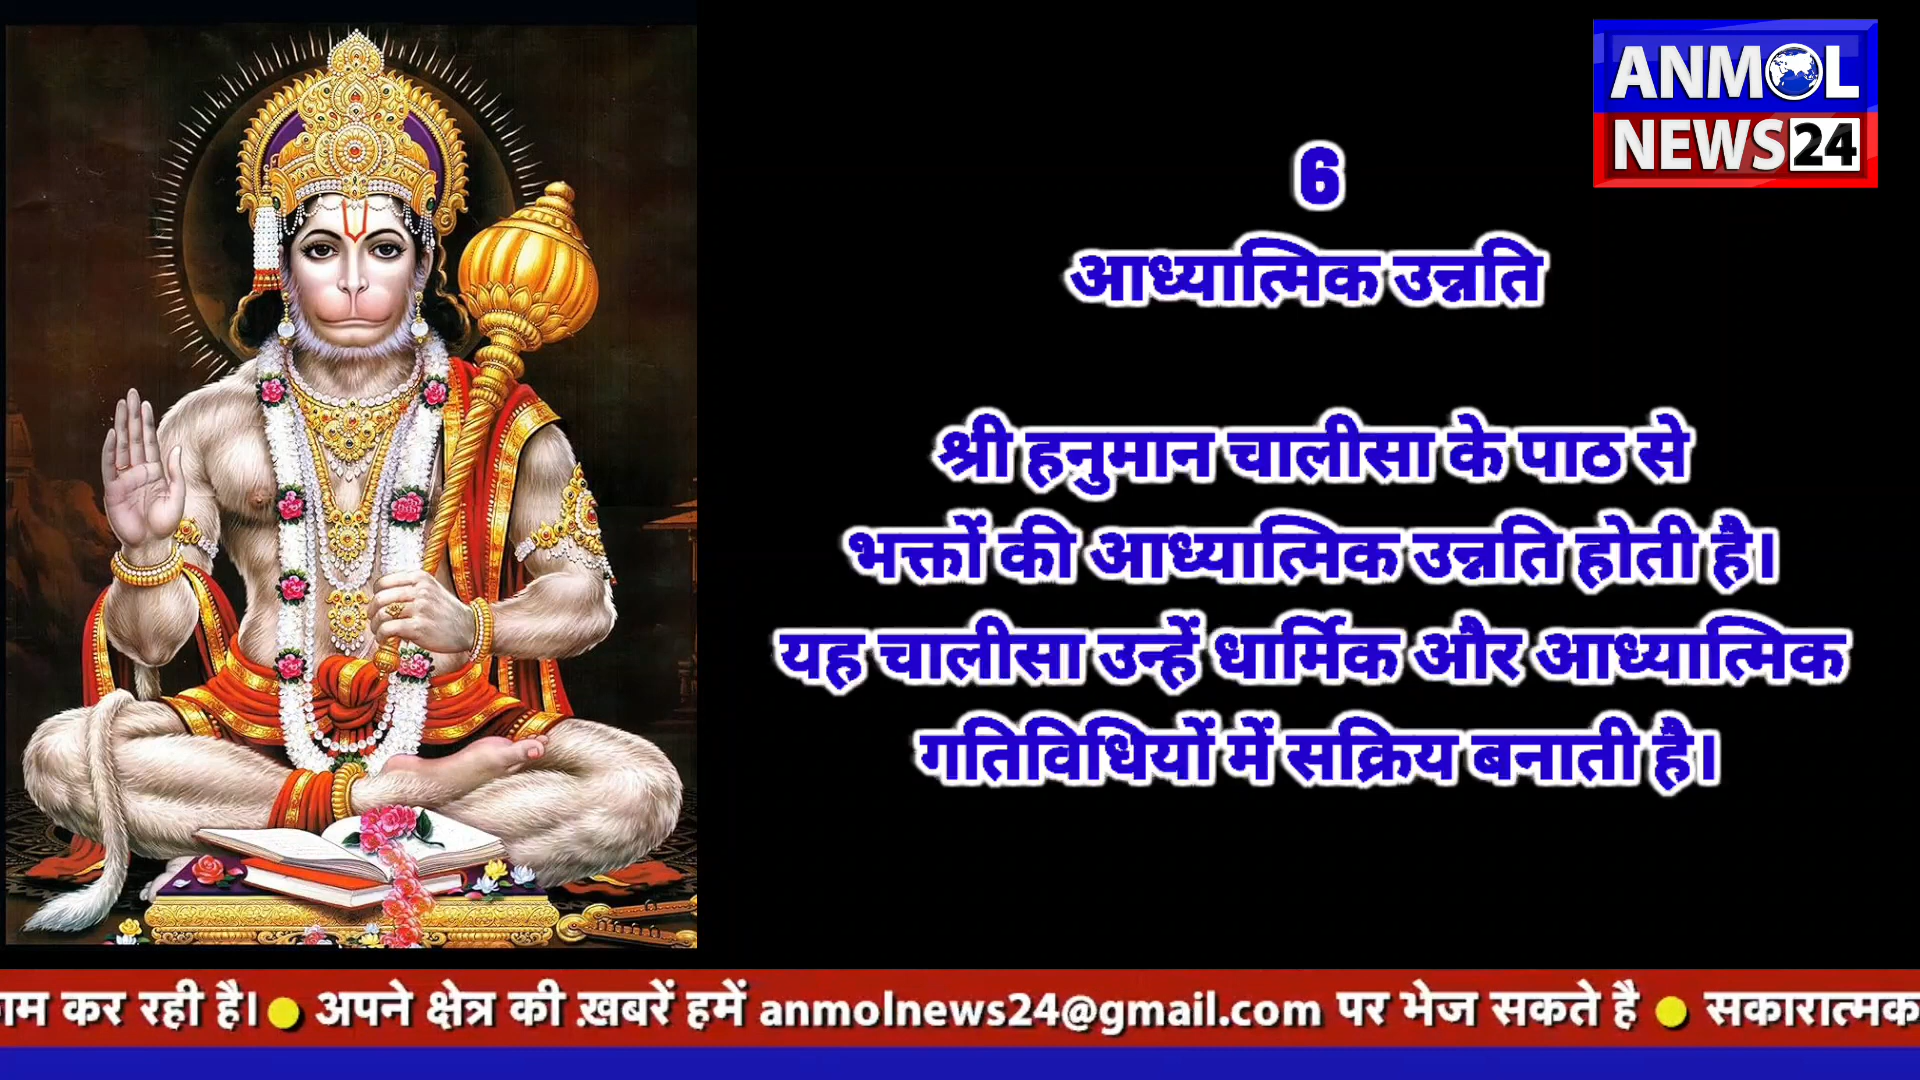 ANMOL
NEWS24
6
आध्यात्मिक उन्नति
श्री हनुमान चालीसा के पाठ से
भक्तों की आध्यात्मिक उन्नति होती है।
यह चालीसा उन्हें धार्मिक और आध्यात्मिक
गतिविधियों में सक्रिय बनाती है।
कर रही है। अपने क्षेत्र की ख़बरें हमें anmolnews24@gmail.com पर भेज सकते है सकारात्मक